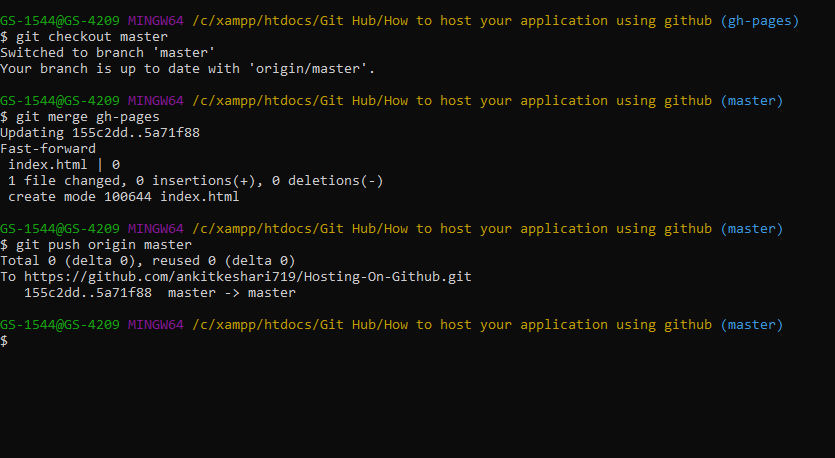 GS-1544@GS-4209 MINGW64 /c/xampp/htdocs/Git Hub/How to host your application using github (gh-pages)
$ git checkout master
Switched to branch 'master'
Your branch is up to date with 'origin/master'.
GS-1544@GS-4209 MINGW64 /c/xampp/htdocs/Git Hub/How to host your application using github (master)
$ git merge gh-pages
Updating 155c2dd..5a71f88
Fast-forward
 index.html | 0
 1 file changed, 0 insertions(+), 0 deletions(-)
 create mode 100644 index.html
GS-1544@GS-4209 MINGW64 /c/xampp/htdocs/Git Hub/How to host your application using github (master)
$ git push origin master
Total 0 (delta 0), reused 0 (delta 0)
To https://github.com/ankitkeshari719/Hosting-On-Github.git
   155c2dd..5a71f88  master -> master
GS-1544@GS-4209 MINGW64 /c/xampp/htdocs/Git Hub/How to host your application using github (master)
$